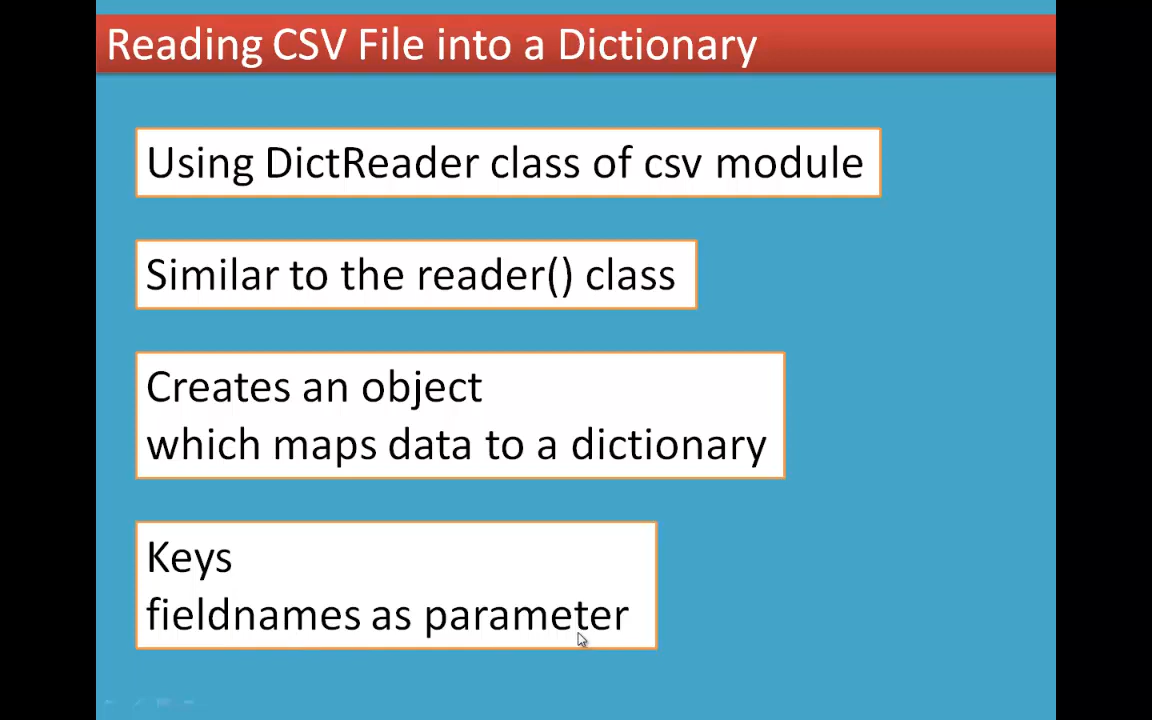 Reading CSV File into a Dictionary
Using DictReader class of csv module
Similar to the reader() class
Creates an object
which maps data to a dictionary
Keys
fieldnames as parameter